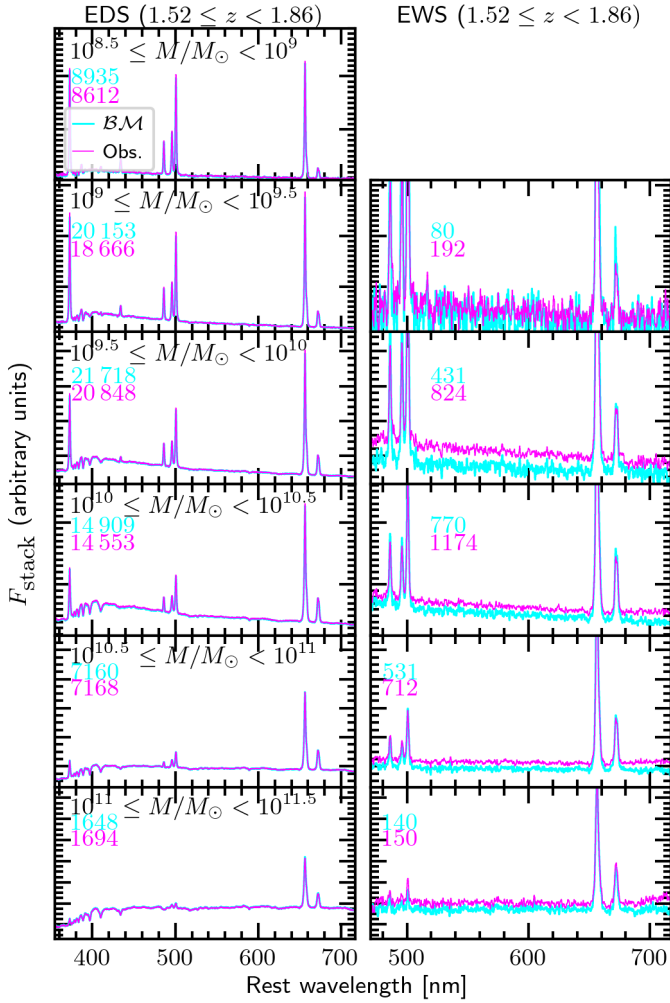 EDS (1.52 ≤ z < 1.86) EWS (1.52 ≤ z < 1.86)
10^8.5 ≤ M/M⊙ < 10^9
8935
8612
ℬℳ
Obs.
10^9 ≤ M/M⊙ < 10^9.5
20 153 80
18 666 192
10^9.5 ≤ M/M⊙ < 10^10
21 718 431
20 848 824
10^10 ≤ M/M⊙ < 10^10.5
14 909 770
14 553 1174
10^10.5 ≤ M/M⊙ < 10^11
7160 531
7168 712
10^11 ≤ M/M⊙ < 10^11.5
1648 140
1694 150
F_stack (arbitrary units)
400 500 600 700 500 600 700
Rest wavelength [nm]